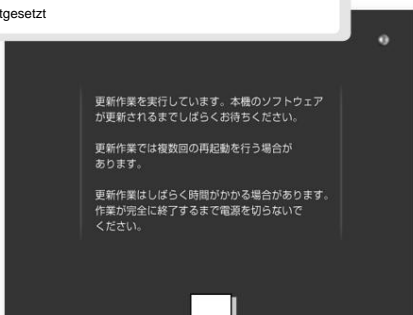 tgesetzt
更新作業を実行しています。本機のソフトウェア
が更新されるまでしばらくお待ちください。
更新作業では複数回の再起動を行う場合が
あります。
更新作業はしばらく時間がかかる場合があります。
作業が完全に終了するまで電源を切らないで
ください。